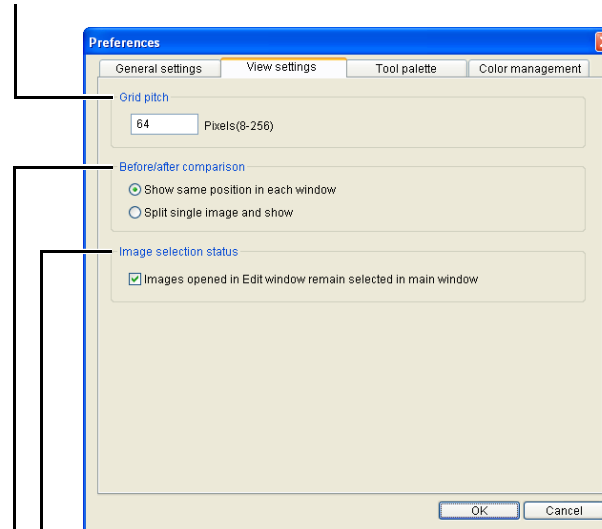 Preferences
General settings View settings Tool palette Color management
Grid pitch
64 Pixels(8-256)
Before/after comparison
Show same position in each window
Split single image and show
Image selection status
Images opened in Edit window remain selected in main window
OK Cancel